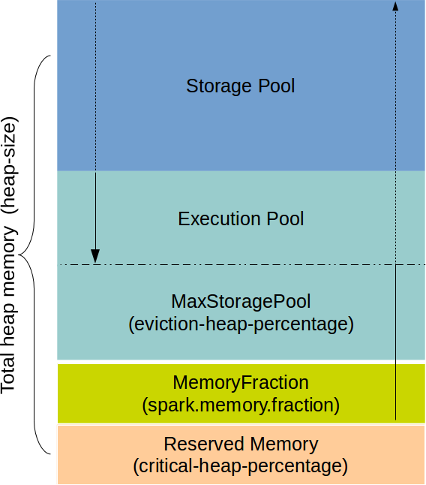 Total heap memory (heap-size)
Storage Pool
Execution Pool
MaxStoragePool
(eviction-heap-percentage)
MemoryFraction
(spark.memory.fraction)
Reserved Memory
(critical-heap-percentage)